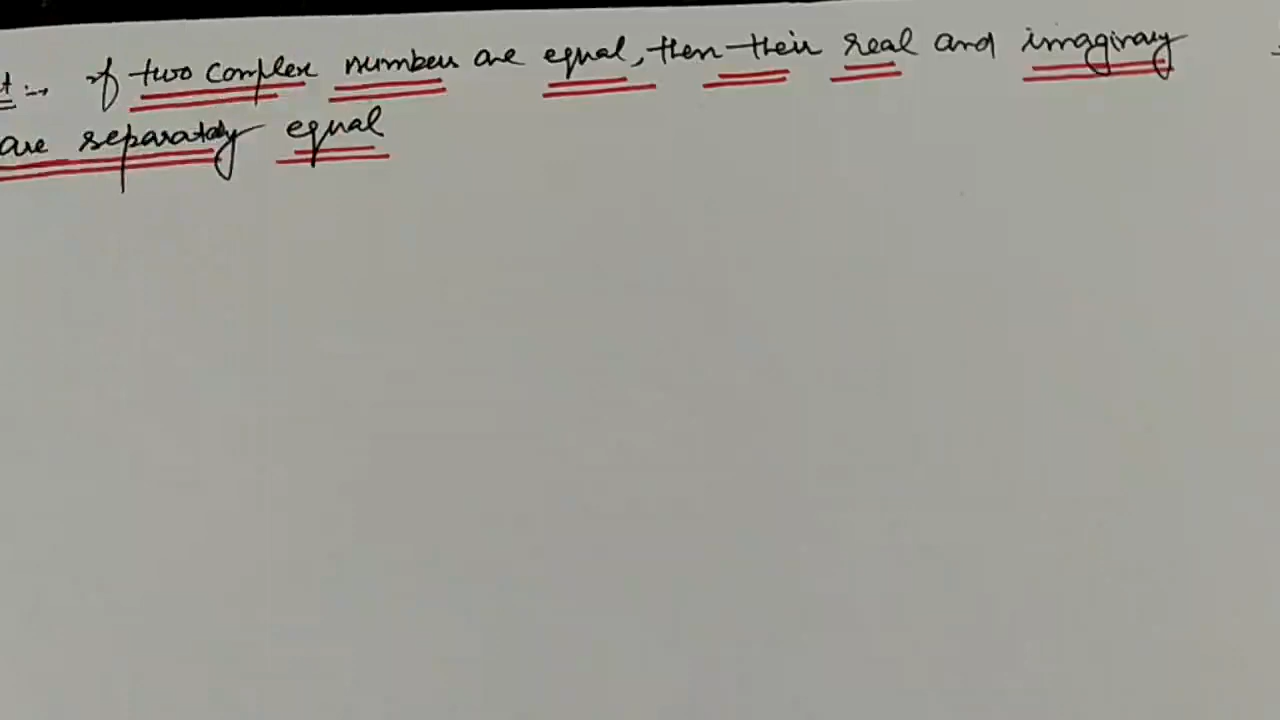 t :→ if two complex numbers are equal, then their real and imaginary
are separately equal